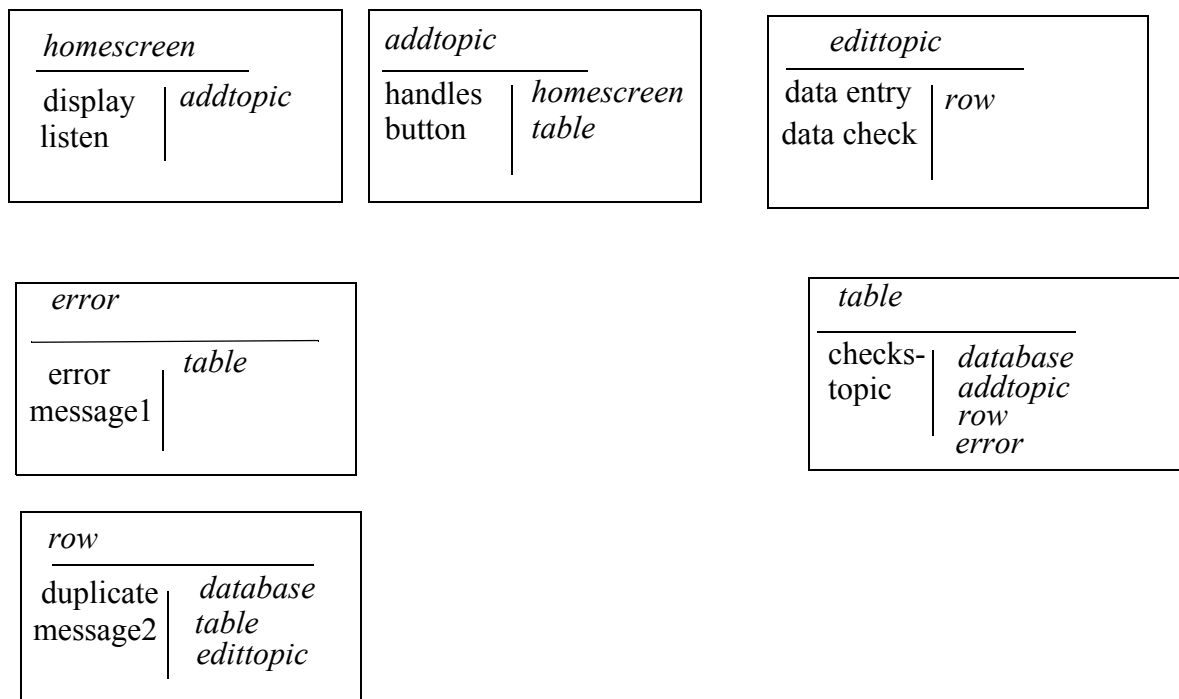 homescreen
display
listen
addtopic
addtopic
handles
button
homescreen
table
edittopic
data entry
data check
row
error
error
message1
table
table
checks-
topic
database
addtopic
row
error
row
duplicate
message2
database
table
edittopic